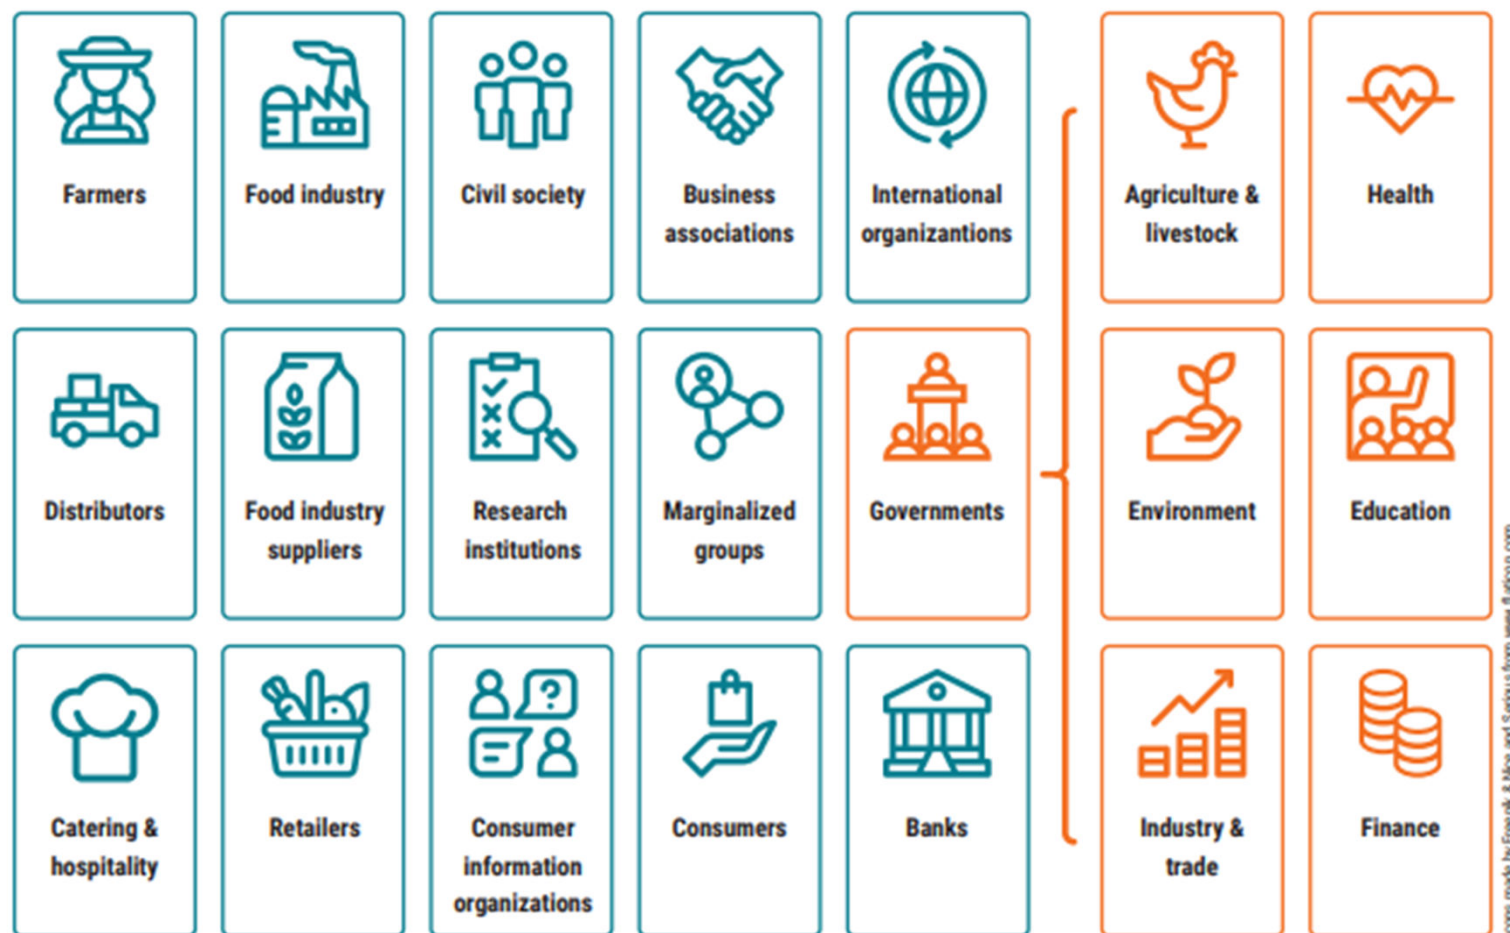 Farmers
Food industry
Civil society
Business
associations
International
organizantions
Agriculture &
livestock
Health
Distributors
Food industry
suppliers
Research
institutions
Marginalized
groups
Governments
Environment
Education
Catering &
hospitality
Retailers
Consumer
information
organizations
Consumers
Banks
Industry &
trade
Finance